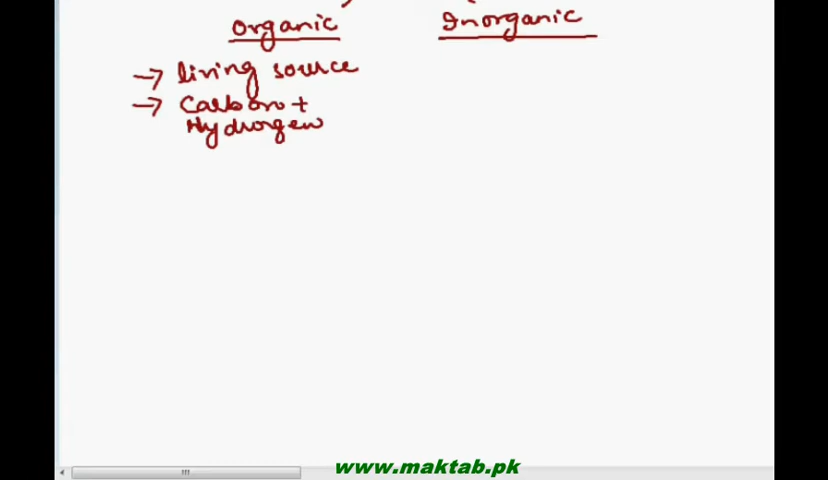 Organic Inorganic
→ living source
→ Carbon +
Hydrogen
www.maktab.pk